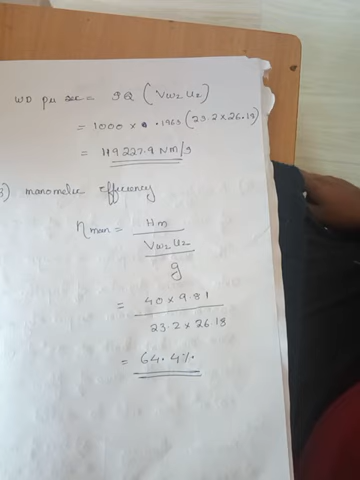 WD per sec = ρQ (Vw₂ U₂)
= 1000 × .1963 (23.2 × 26.18)
= 119227.9 Nm/s
3) manometric efficiency
η man = Hm
Vw₂ U₂
g
= 40 × 9.81
23.2 × 26.18
= 64.4%.